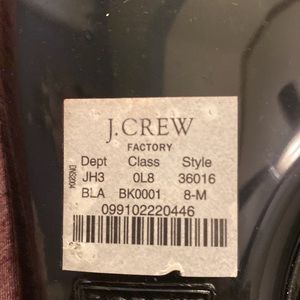 J.CREW
FACTORY
Dept Class Style
JH3 0L8 36016
BLA BK0001 8-M
099102220446